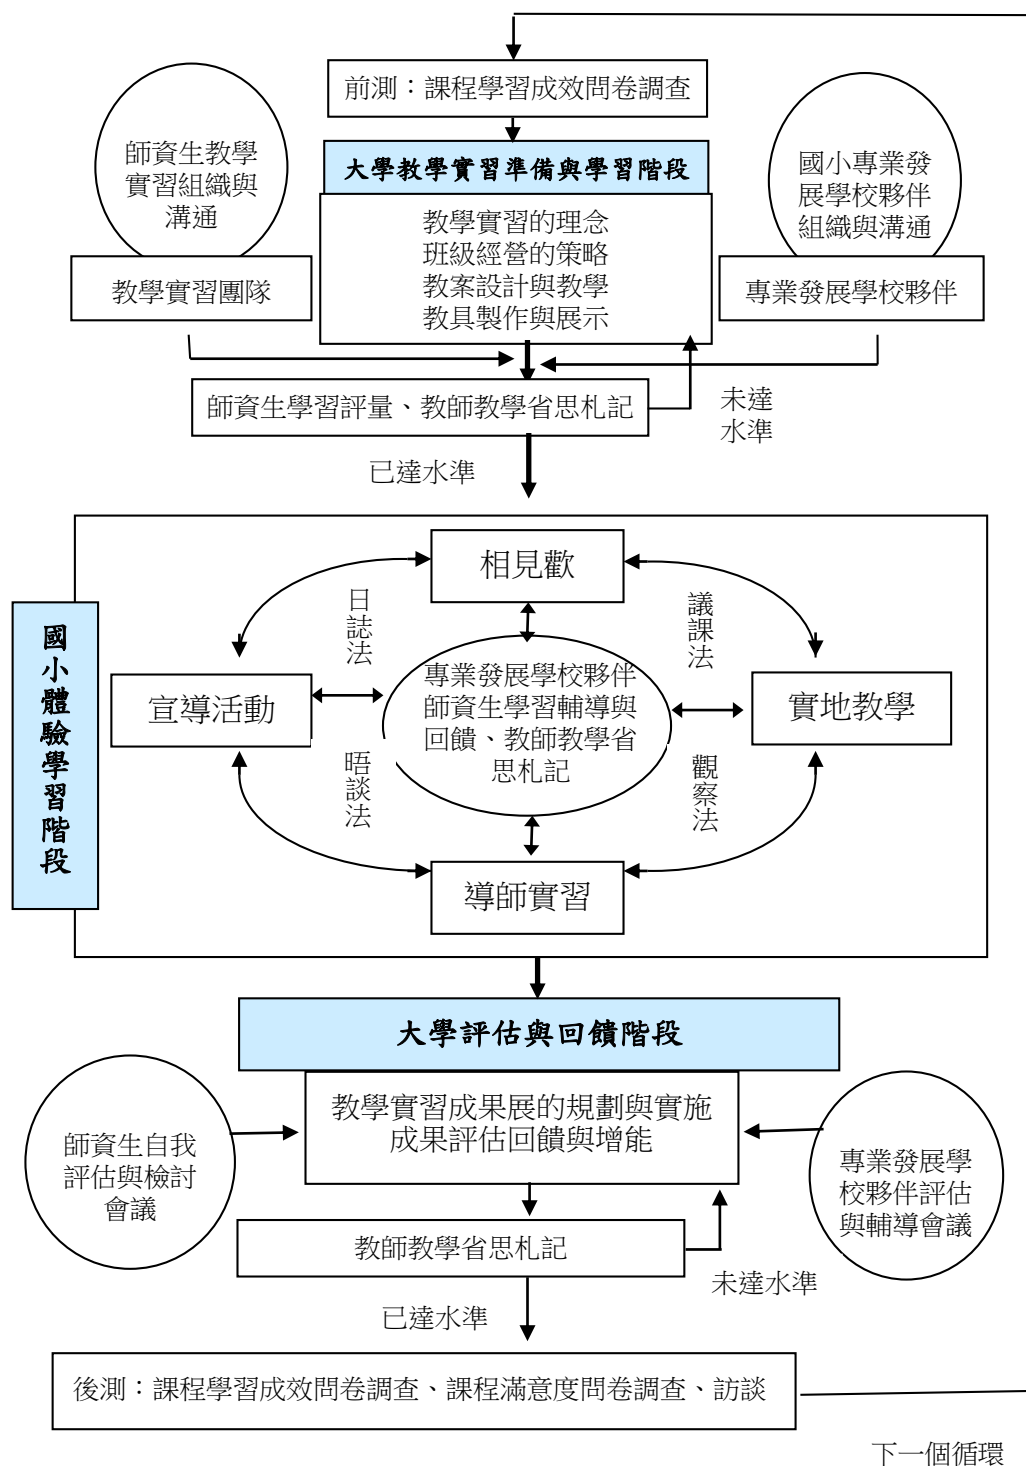 前測：課程學習成效問卷調查
師資生教學
實習組織與
溝通
大學教學實習準備與學習階段
國小專業發
展學校夥伴
組織與溝通
教學實習的理念
班級經營的策略
教案設計與教學
教具製作與展示
教學實習團隊
專業發展學校夥伴
師資生學習評量、教師教學省思札記
未達
水準
已達水準
國小體驗學習階段
相見歡
日誌法
議課法
宣導活動
專業發展學校夥伴
師資生學習輔導與
回饋、教師教學省
思札記
實地教學
晤談法
觀察法
導師實習
大學評估與回饋階段
教學實習成果展的規劃與實施
成果評估回饋與增能
師資生自我
評估與檢討
會議
專業發展學
校夥伴評估
與輔導會議
教師教學省思札記
未達水準
已達水準
後測：課程學習成效問卷調查、課程滿意度問卷調查、訪談
下一個循環